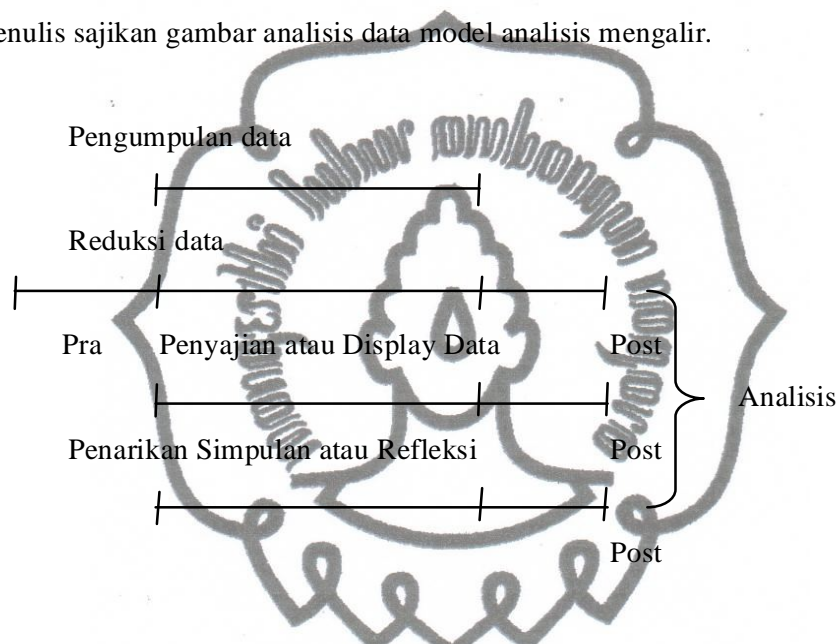 enulis sajikan gambar analisis data model analisis mengalir.
Pengumpulan data
Reduksi data
Pra Penyajian atau Display Data Post
Analisis
Penarikan Simpulan atau Refleksi Post
Post